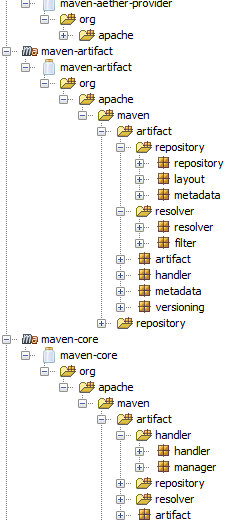 maven-aether-provider
org
apache
maven-artifact
maven-artifact
org
apache
maven
artifact
repository
repository
layout
metadata
resolver
resolver
filter
artifact
handler
metadata
versioning
repository
maven-core
maven-core
org
apache
maven
artifact
handler
handler
manager
repository
resolver
artifact